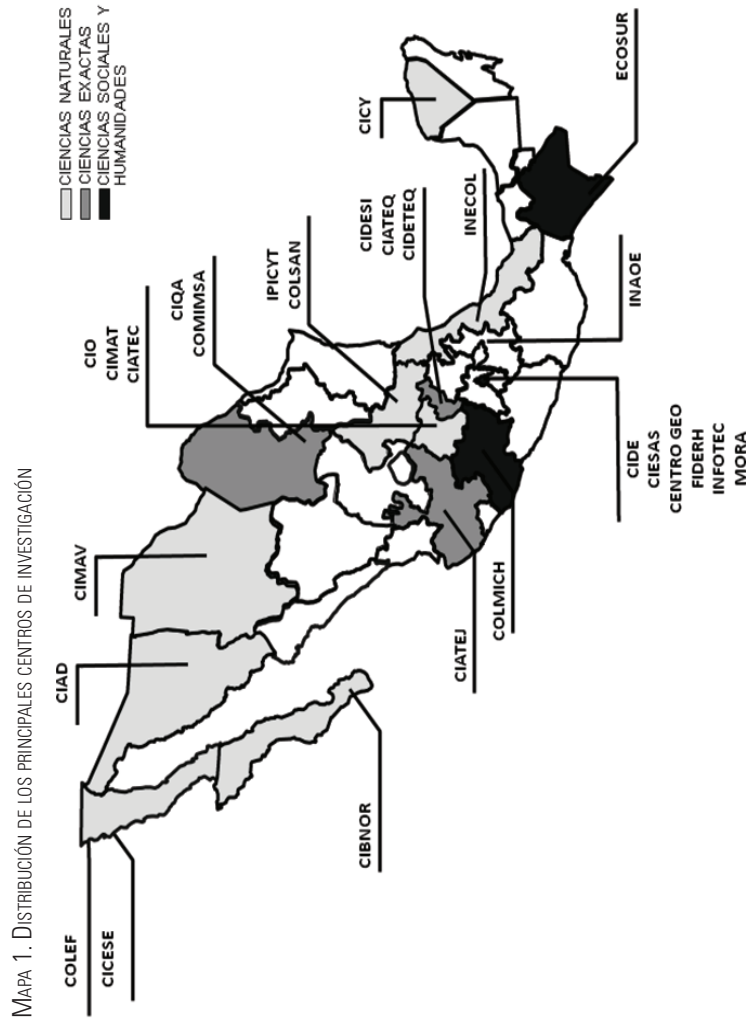 MAPA 1. DISTRIBUCIÓN DE LOS PRINCIPALES CENTROS DE INVESTIGACIÓN
CIENCIAS NATURALES
CIENCIAS EXACTAS
CIENCIAS SOCIALES Y
HUMANIDADES
COLEF
CICESE
CIAD
CIMAV
CIO
CIMAT
CIATEC
CIQA
COMIMSA
IPICYT
COLSAN
CIDESI
CIATEQ
CIDETEQ
INECOL
CICY
CIBNOR
CIATEJ
COLMICH
CIDE
CIESAS
CENTRO GEO
FIDERH
INFOTEC
MORA
INAOE
ECOSUR